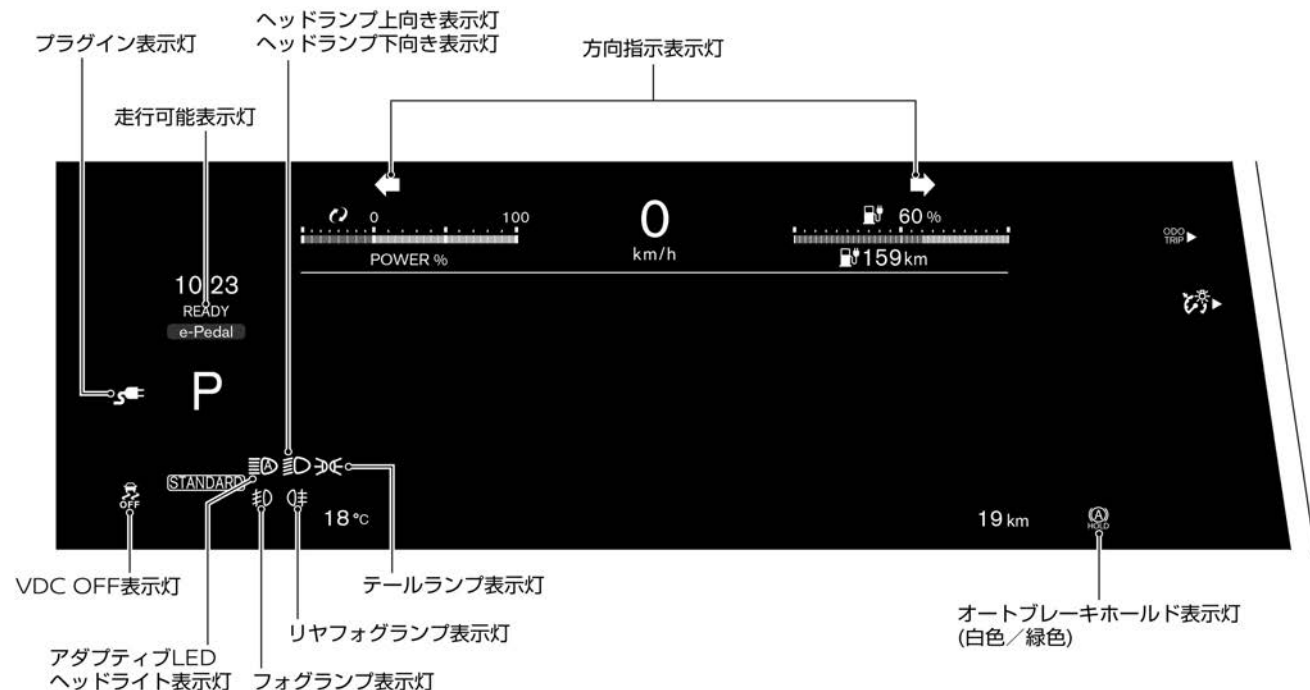 ヘッドランプ上向き表示灯
ヘッドランプ下向き表示灯
プラグイン表示灯
方向指示表示灯
走行可能表示灯
0
100
POWER %
0
km/h
60 %
159 km
ODO
TRIP
10 23
READY
e-Pedal
P
STANDARD
A
OFF
18 °C
19 km
A
HOLD
VDC OFF表示灯
テールランプ表示灯
リヤフォグランプ表示灯
オートブレーキホールド表示灯
(白色／緑色)
アダプティブLED
ヘッドライト表示灯
フォグランプ表示灯